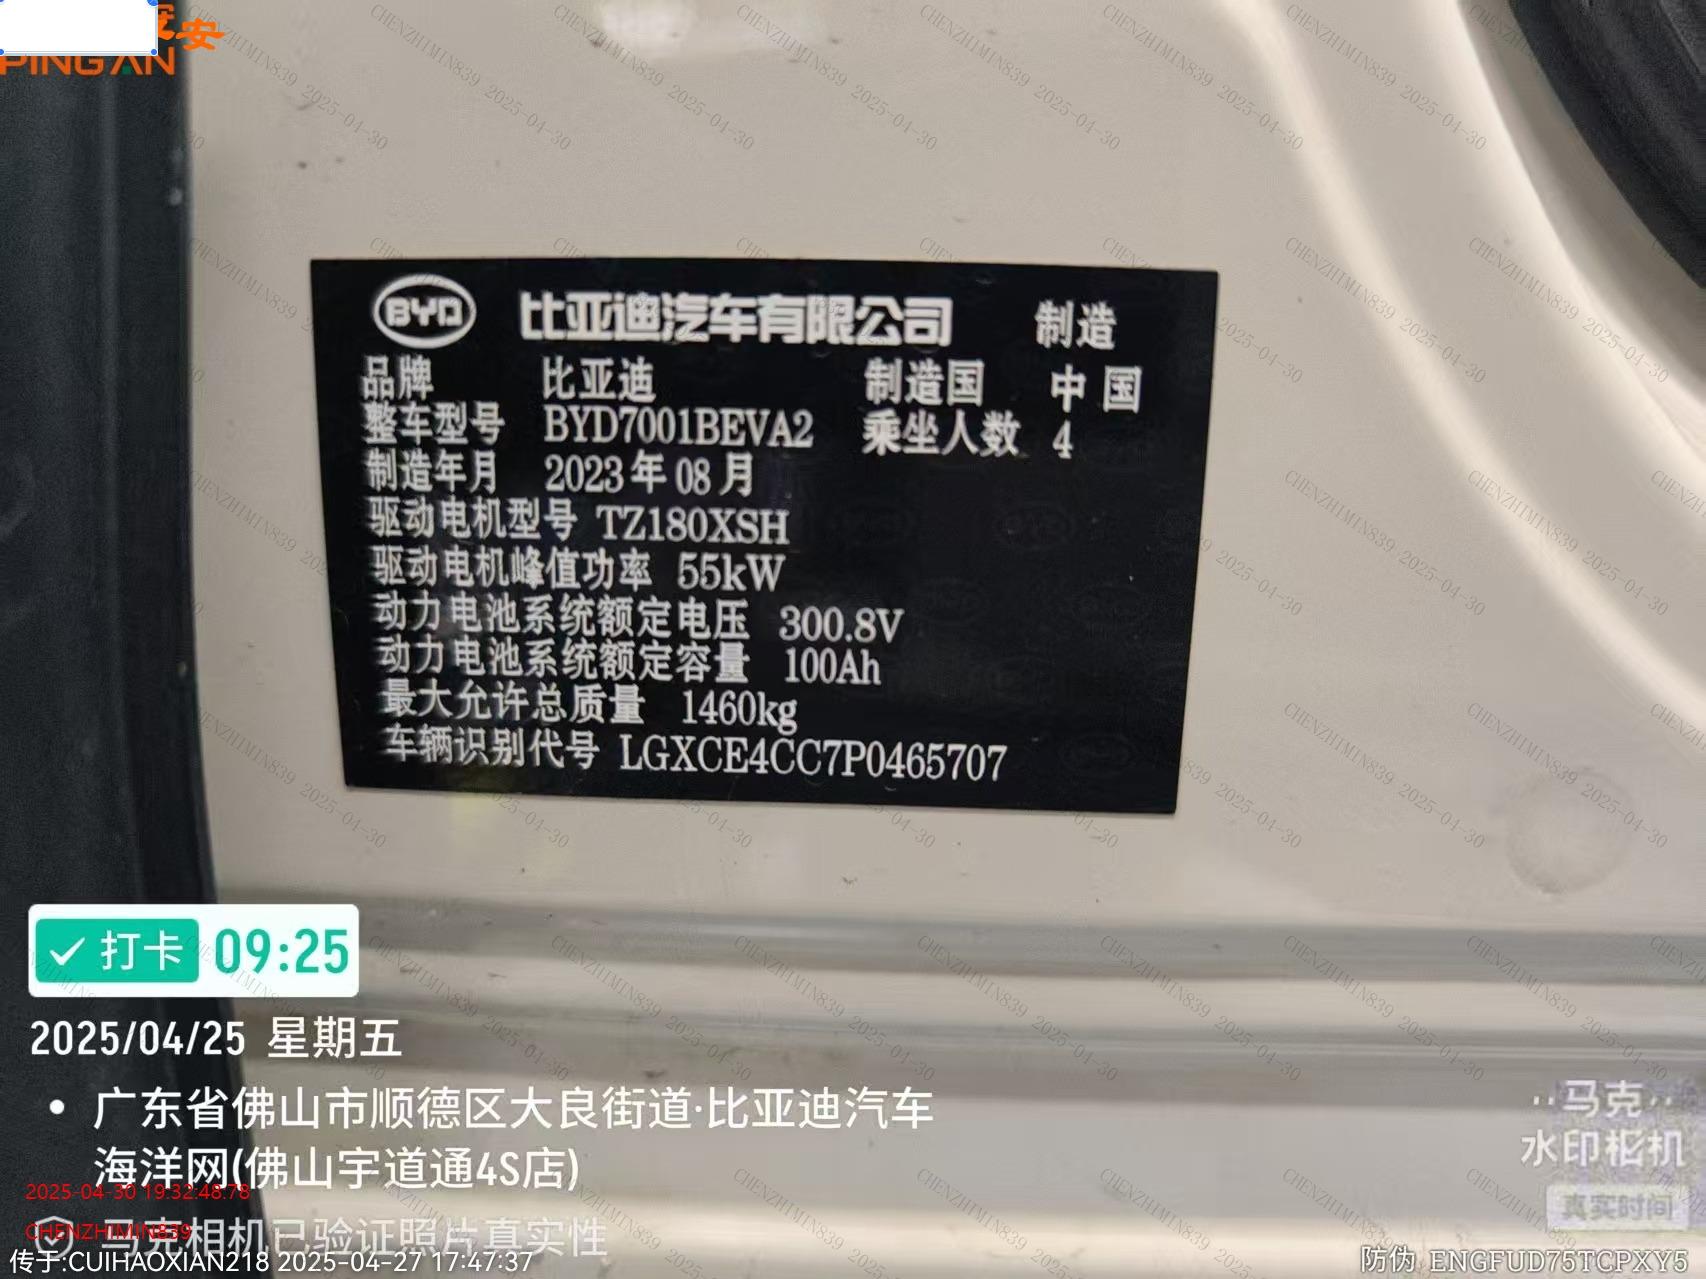 安
PING AN
BYD 比亚迪汽车有限公司 制造
品牌 比亚迪 制造国 中国
整车型号 BYD7001BEVA2 乘坐人数 4
制造年月 2023年08月
驱动电机型号 TZ180XSH
驱动电机峰值功率 55kW
动力电池系统额定电压 300.8V
动力电池系统额定容量 100Ah
最大允许总质量 1460kg
车辆识别代号 LGXCE4CC7P0465707
打卡 09:25
2025/04/25 星期五
• 广东省佛山市顺德区大良街道·比亚迪汽车
海洋网(佛山宇道通4S店)
2025-04-30 19:32:48.78
CHENZHIMIN839
马克相机已验证照片真实性
传于:CUIHAOXIAN218 2025-04-27 17:47:37
马克
水印相机
真实时间
防伪 ENGFUD75TCPXY5
CHENZHIMIN839 2025-04-30